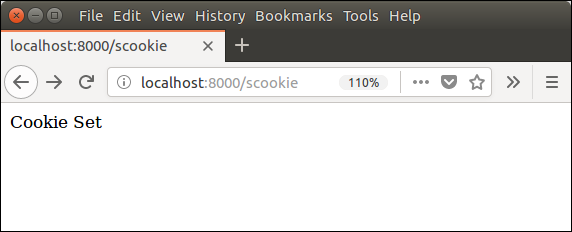 File Edit View History Bookmarks Tools Help
localhost:8000/scookie
localhost:8000/scookie 110%
Cookie Set